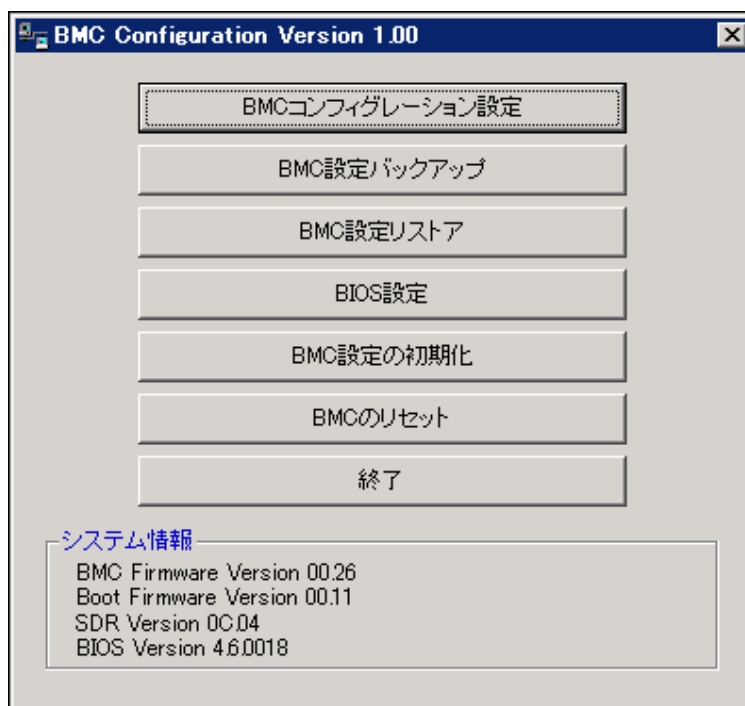 BMC Configuration Version 1.00
BMCコンフィグレーション設定
BMC設定バックアップ
BMC設定リストア
BIOS設定
BMC設定の初期化
BMCのリセット
終了
システム情報
BMC Firmware Version 00.26
Boot Firmware Version 00.11
SDR Version 0C.04
BIOS Version 4.6.0018